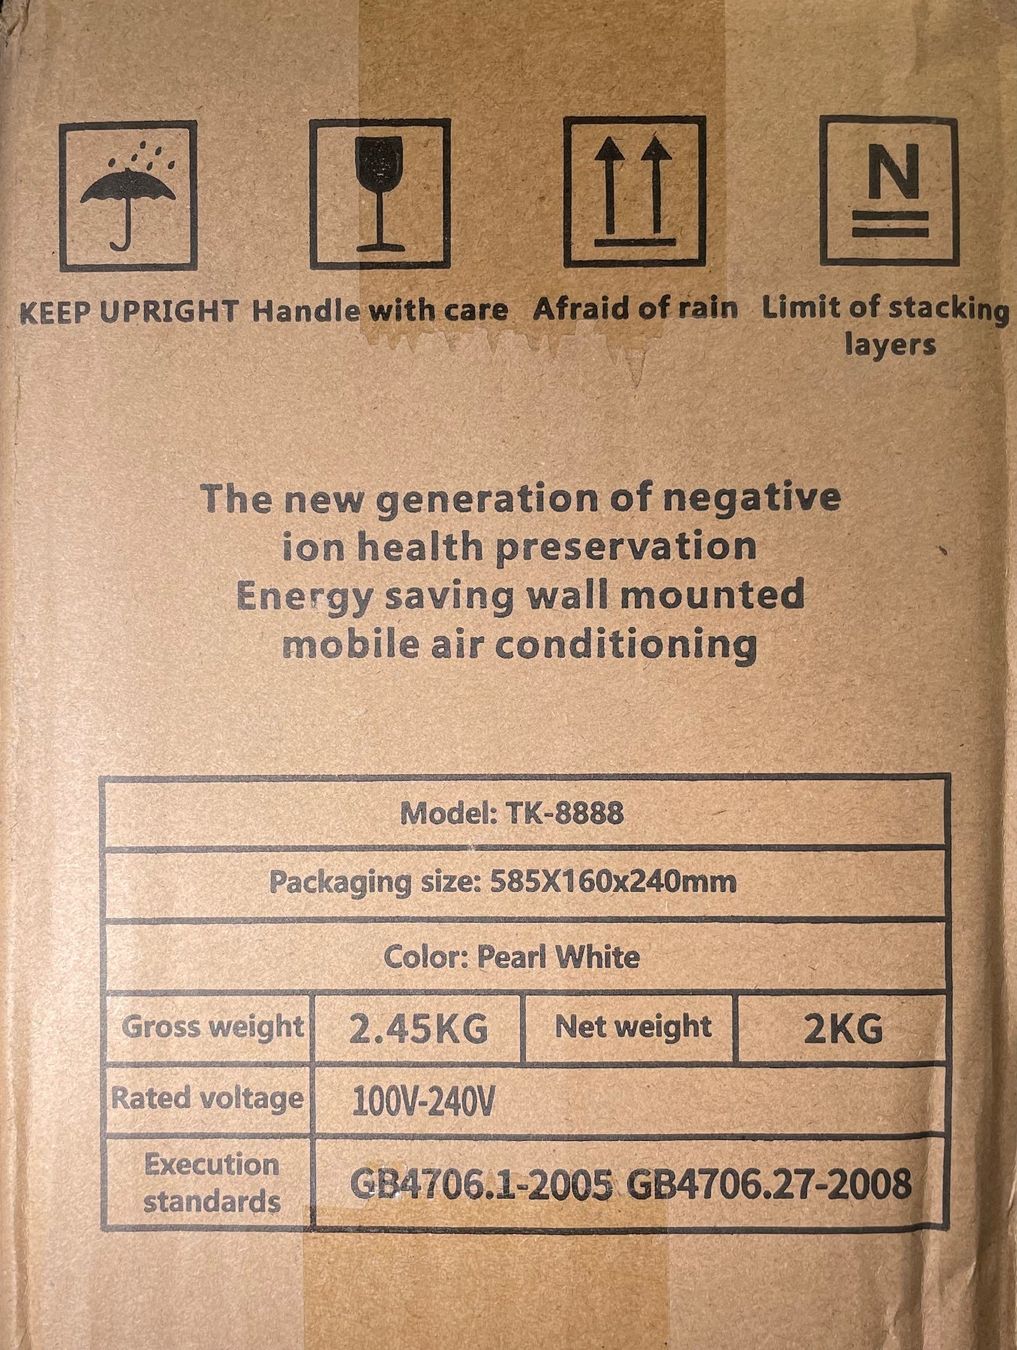 N
KEEP UPRIGHT Handle with care Afraid of rain Limit of stacking
layers
The new generation of negative
ion health preservation
Energy saving wall mounted
mobile air conditioning
Model: TK-8888
Packaging size: 585X160x240mm
Color: Pearl White
Gross weight 2.45KG Net weight 2KG
Rated voltage 100V-240V
Execution
standards GB4706.1-2005 GB4706.27-2008